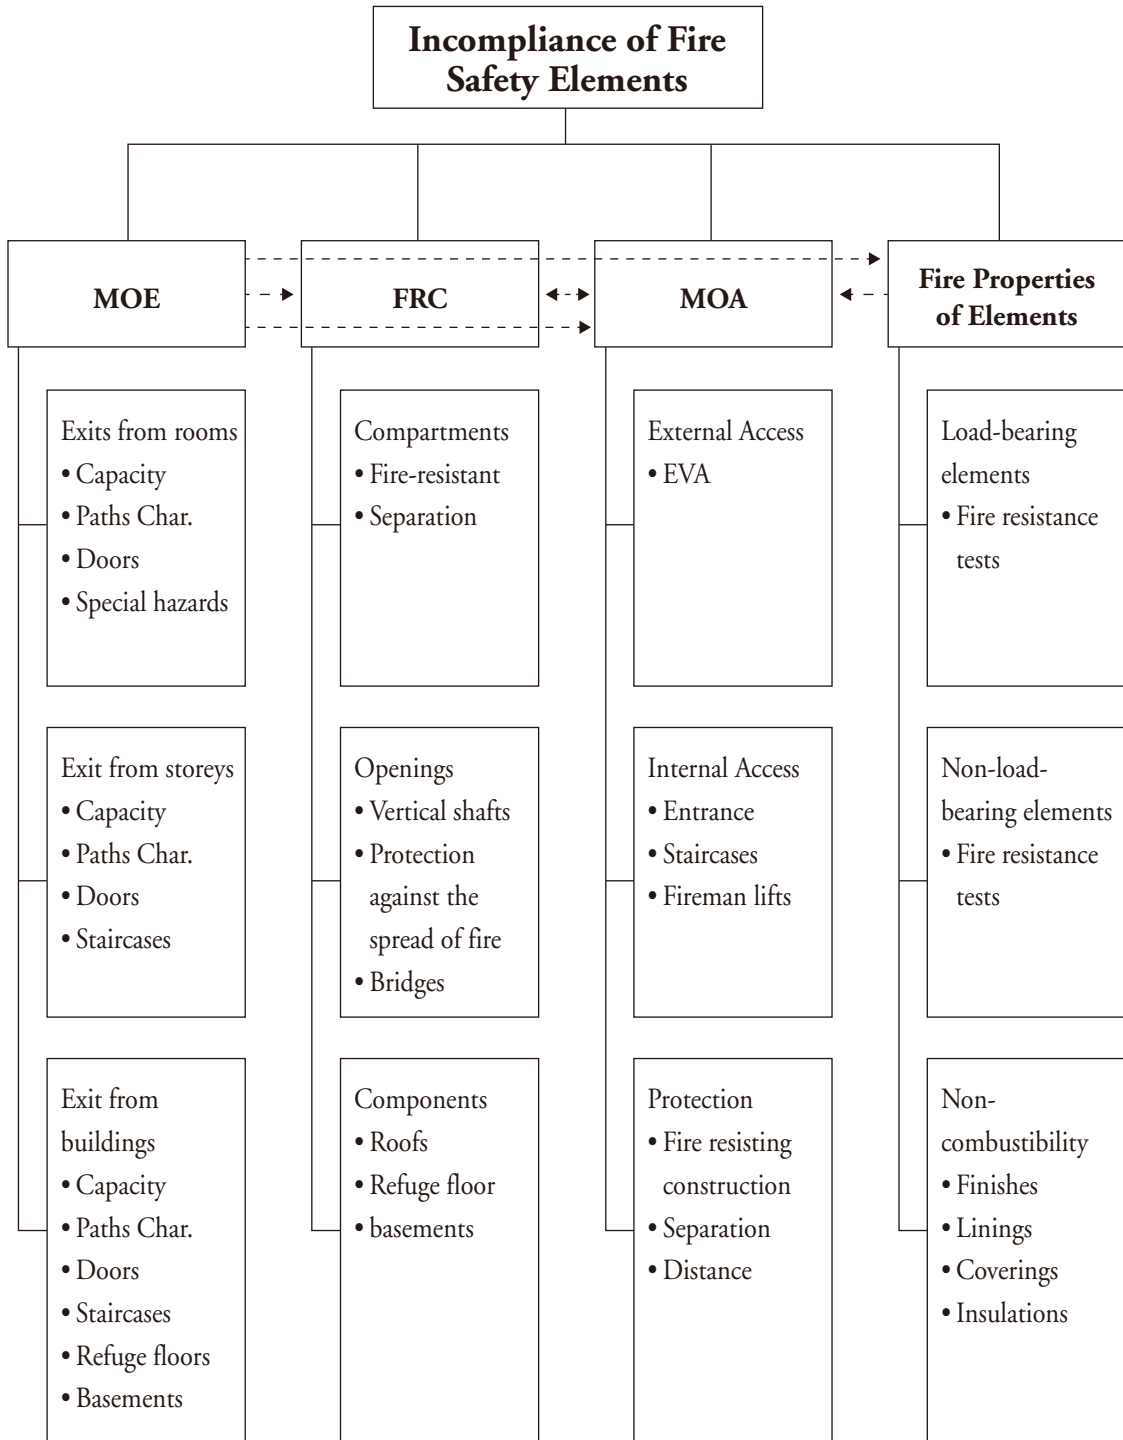 Incompliance of Fire
Safety Elements
MOE
FRC
MOA
Fire Properties
of Elements
Exits from rooms
• Capacity
• Paths Char.
• Doors
• Special hazards
Compartments
• Fire-resistant
• Separation
External Access
• EVA
Load-bearing
elements
• Fire resistance
tests
Exit from storeys
• Capacity
• Paths Char.
• Doors
• Staircases
Openings
• Vertical shafts
• Protection
against the
spread of fire
• Bridges
Internal Access
• Entrance
• Staircases
• Fireman lifts
Non-load-
bearing elements
• Fire resistance
tests
Exit from
buildings
• Capacity
• Paths Char.
• Doors
• Staircases
• Refuge floors
• Basements
Components
• Roofs
• Refuge floor
• basements
Protection
• Fire resisting
construction
• Separation
• Distance
Non-
combustibility
• Finishes
• Linings
• Coverings
• Insulations